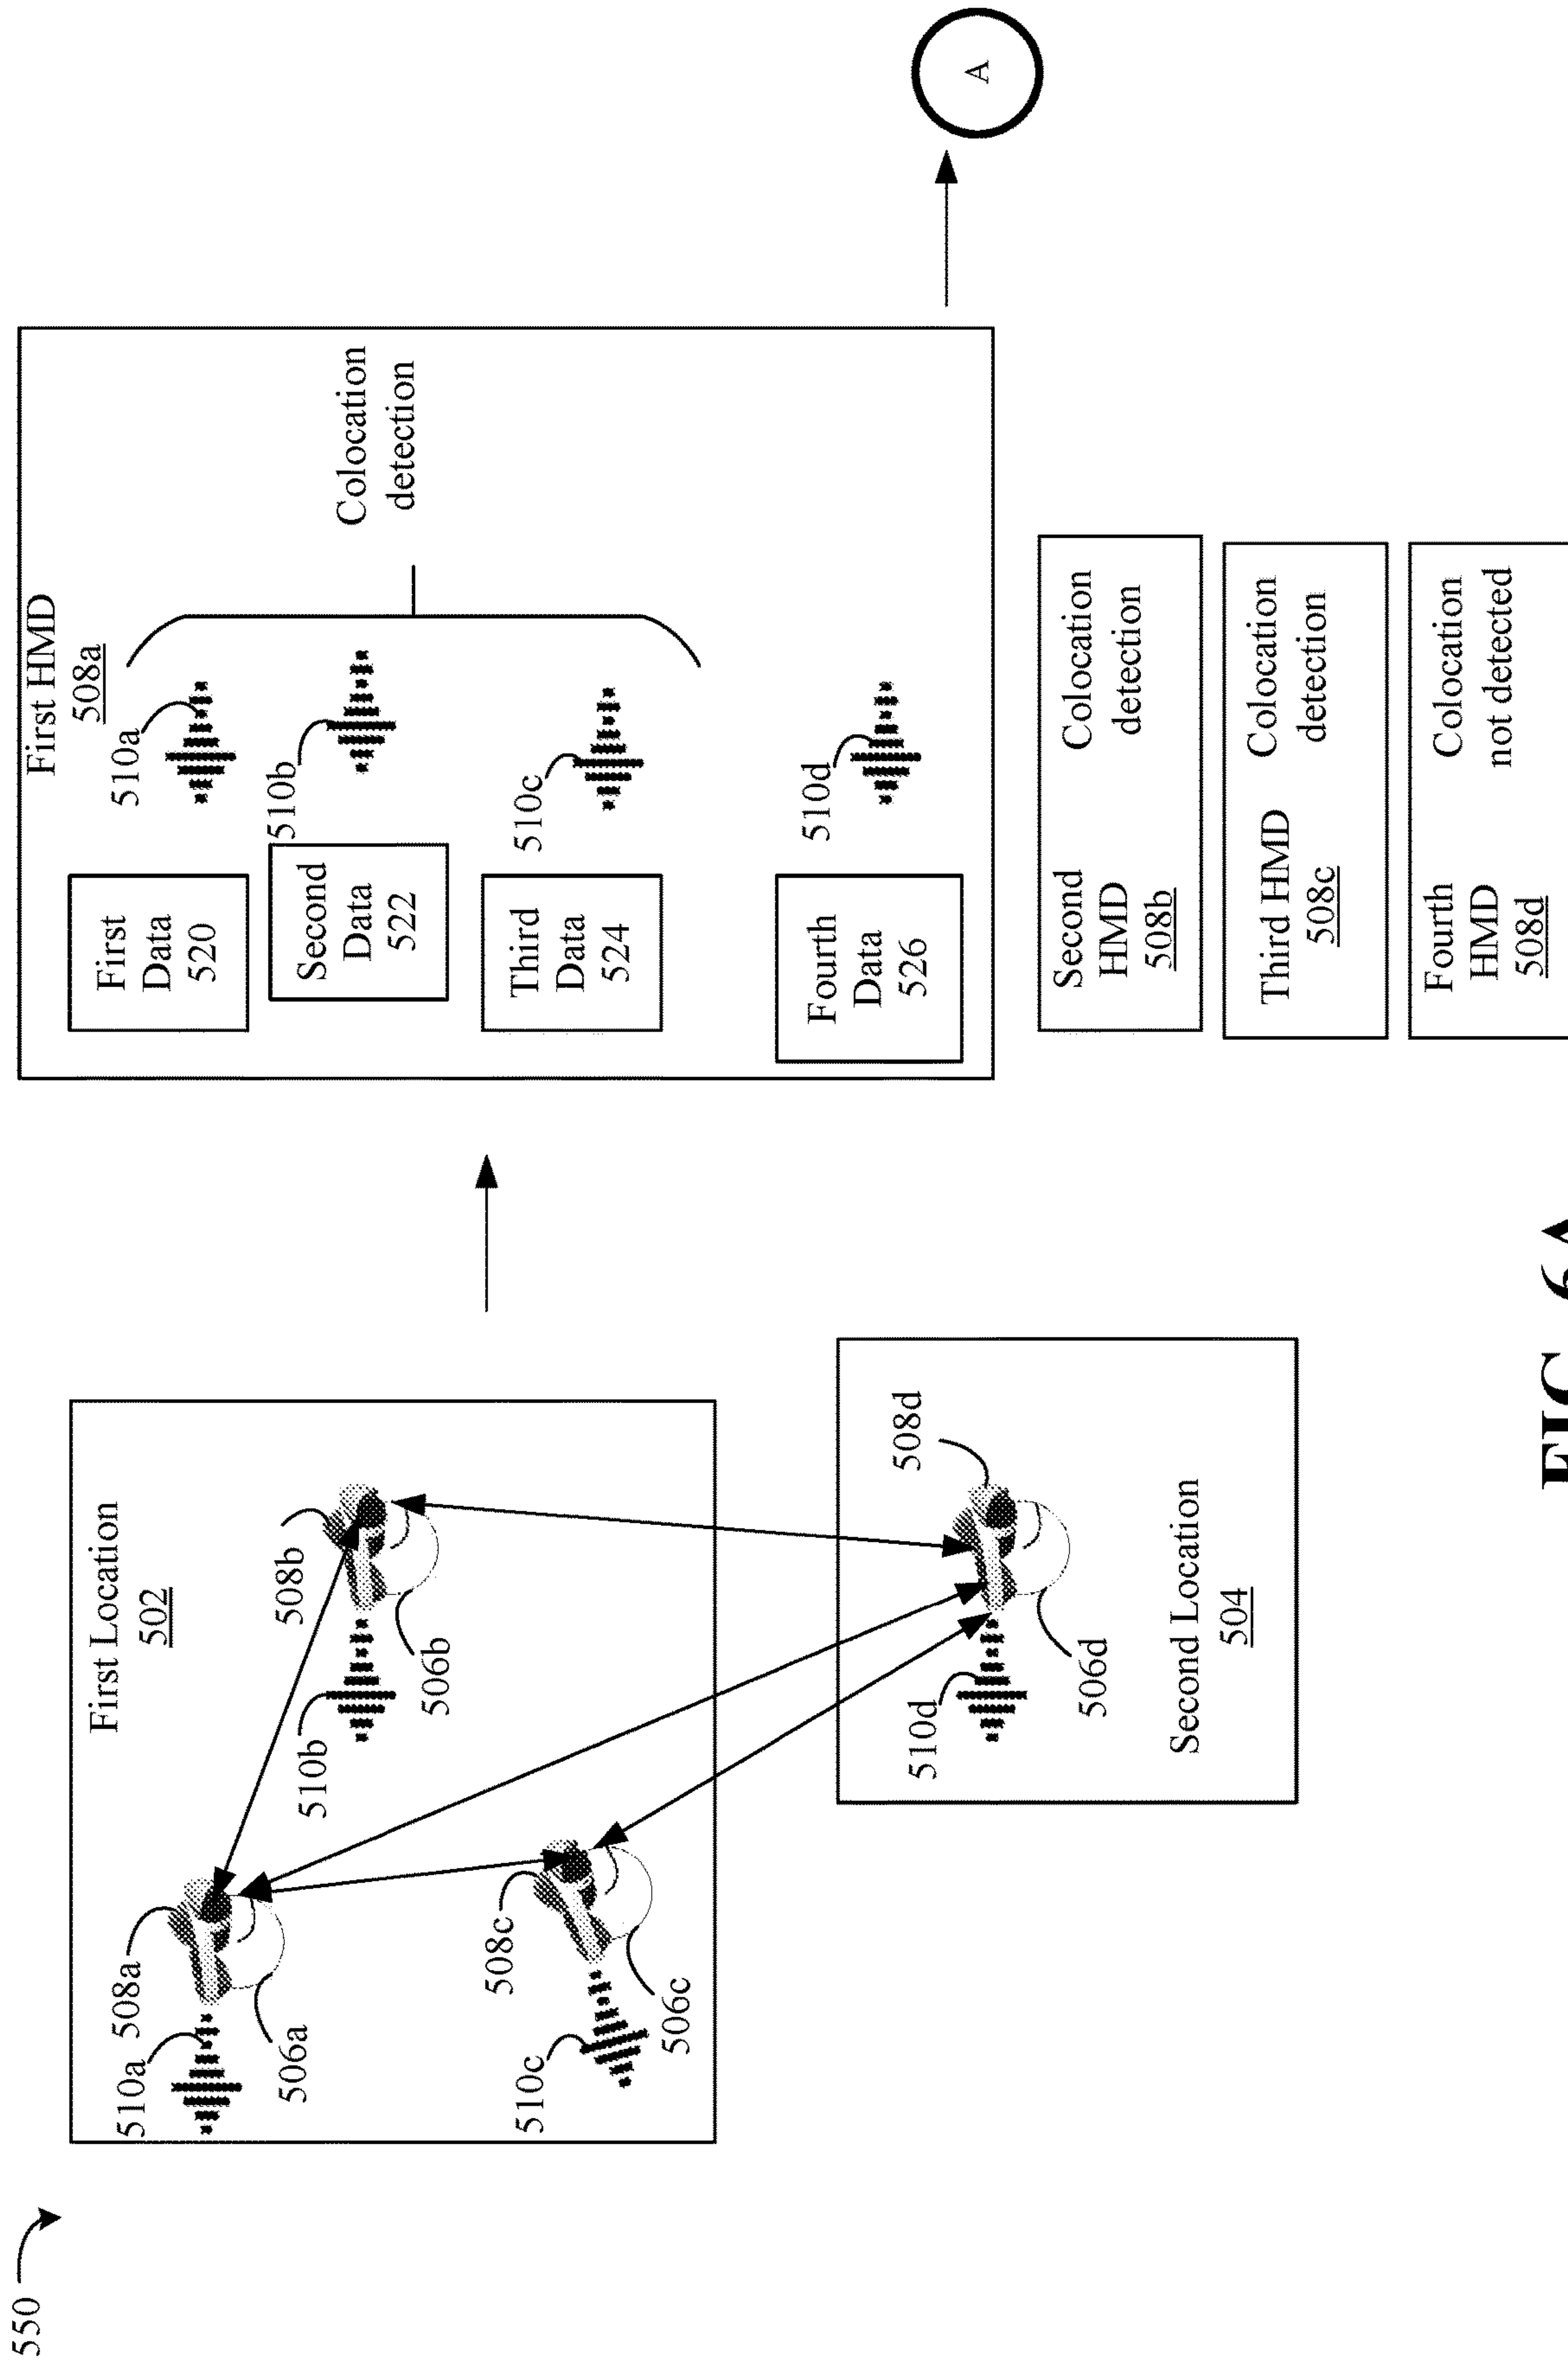 550
First Location
502
510a
508a
506a
510b
508b
506b
510c
508c
506c
510d
508d
506d
Second Location
504
First HMD
508a
First
Data
520
510a
Second
Data
522
510b
Third
Data
524
510c
Fourth
Data
526
510d
Colocation
detection
Second
HMD
508b
Colocation
detection
Third HMD
508c
Colocation
detection
Fourth
HMD
508d
Colocation
not detected
A
FIG. 6A